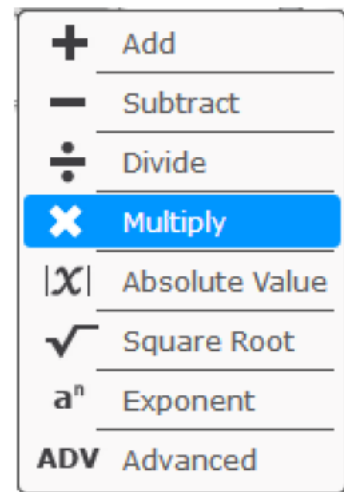 + Add
− Subtract
÷ Divide
× Multiply
|x| Absolute Value
√ Square Root
aⁿ Exponent
ADV Advanced